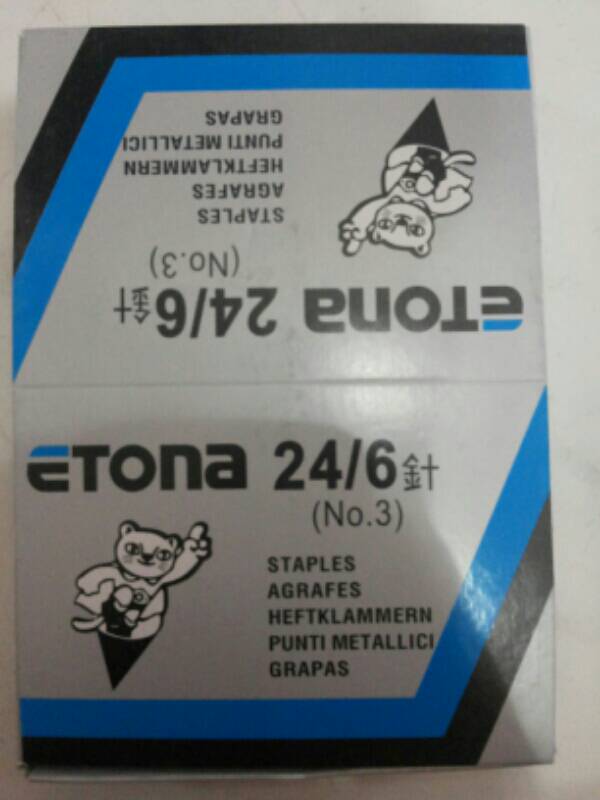 GRAPAS
PUNTI METALLICI
HEFTKLAMMERN
AGRAFES
STAPLES
(No.3)
ETONA 24/6 針
ETONA 24/6 針
(No.3)
STAPLES
AGRAFES
HEFTKLAMMERN
PUNTI METALLICI
GRAPAS